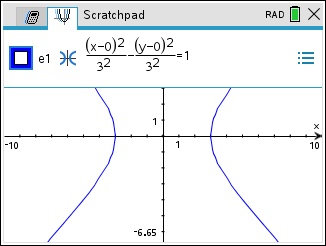 Scratchpad RAD
e1 (x-0)²/3² - (y-0)²/3² =1
1
x
-10 1 10
-6.65